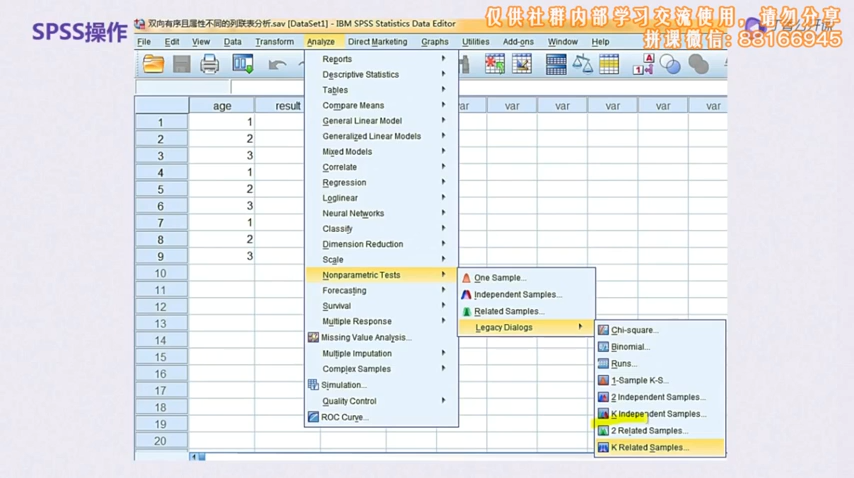 仅供社群内部学习交流使用，请勿分享
拼课微信: 88166945
SPSS操作
双向有序且属性不同的列联表分析.sav [DataSet1] - IBM SPSS Statistics Data Editor
File Edit View Data Transform Analyze Direct Marketing Graphs Utilities Add-ons Window Help
age result var var var var var var
1 1
2 2
3 3
4 1
5 2
6 3
7 1
8 2
9 3
10
11
12
13
14
15
16
17
18
19
20
Reports
Descriptive Statistics
Tables
Compare Means
General Linear Model
Generalized Linear Models
Mixed Models
Correlate
Regression
Loglinear
Neural Networks
Classify
Dimension Reduction
Scale
Nonparametric Tests
Forecasting
Survival
Multiple Response
Missing Value Analysis...
Multiple Imputation
Complex Samples
Simulation...
Quality Control
ROC Curve...
One Sample...
Independent Samples...
Related Samples...
Legacy Dialogs
Chi-square...
Binomial...
Runs...
1-Sample K-S...
2 Independent Samples...
K Independent Samples...
2 Related Samples...
K Related Samples...